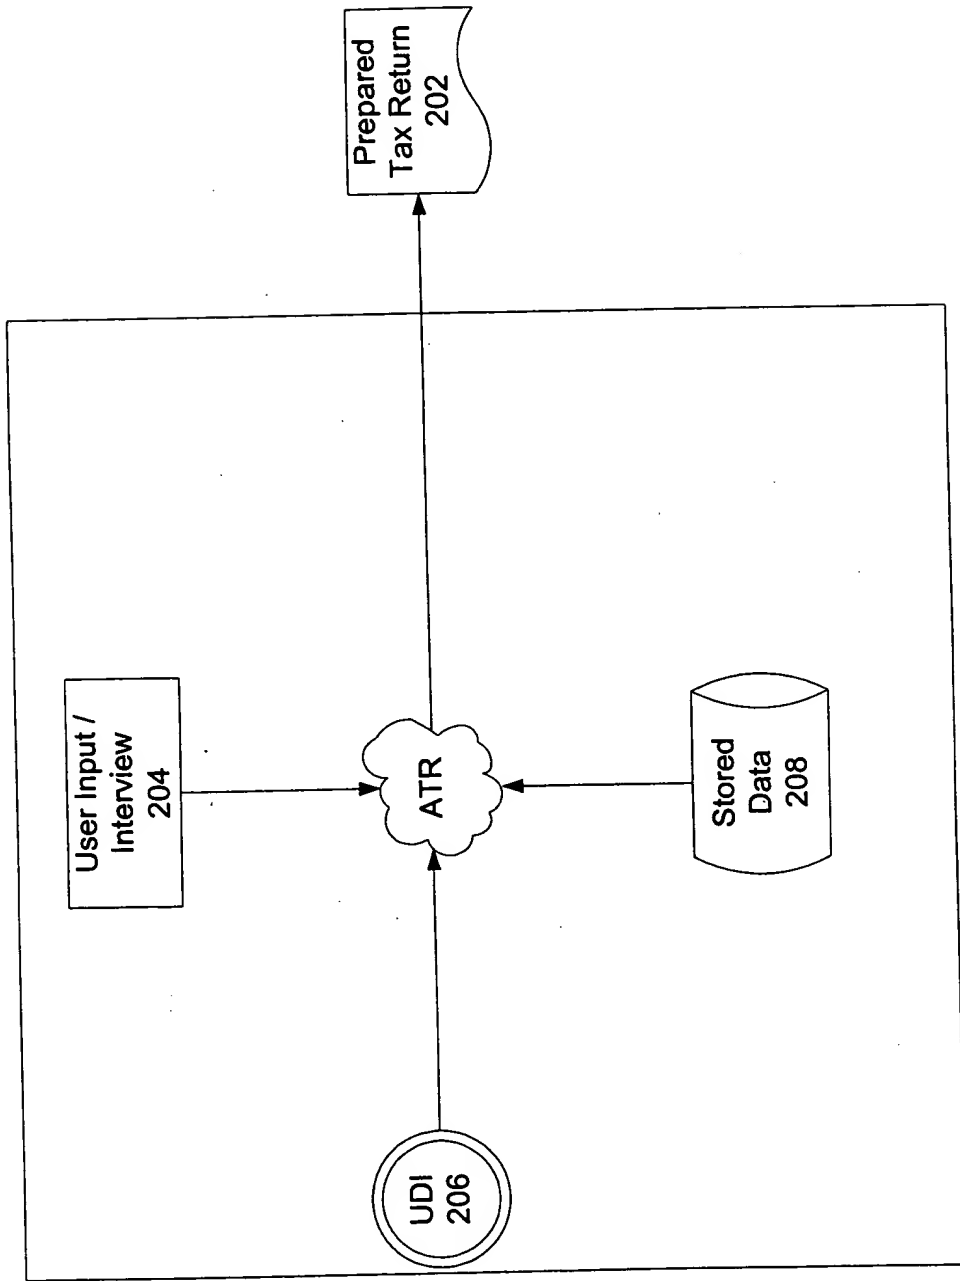 User Input /
Interview
204
Prepared
Tax Return
202
ATR
UDI
206
Stored
Data
208